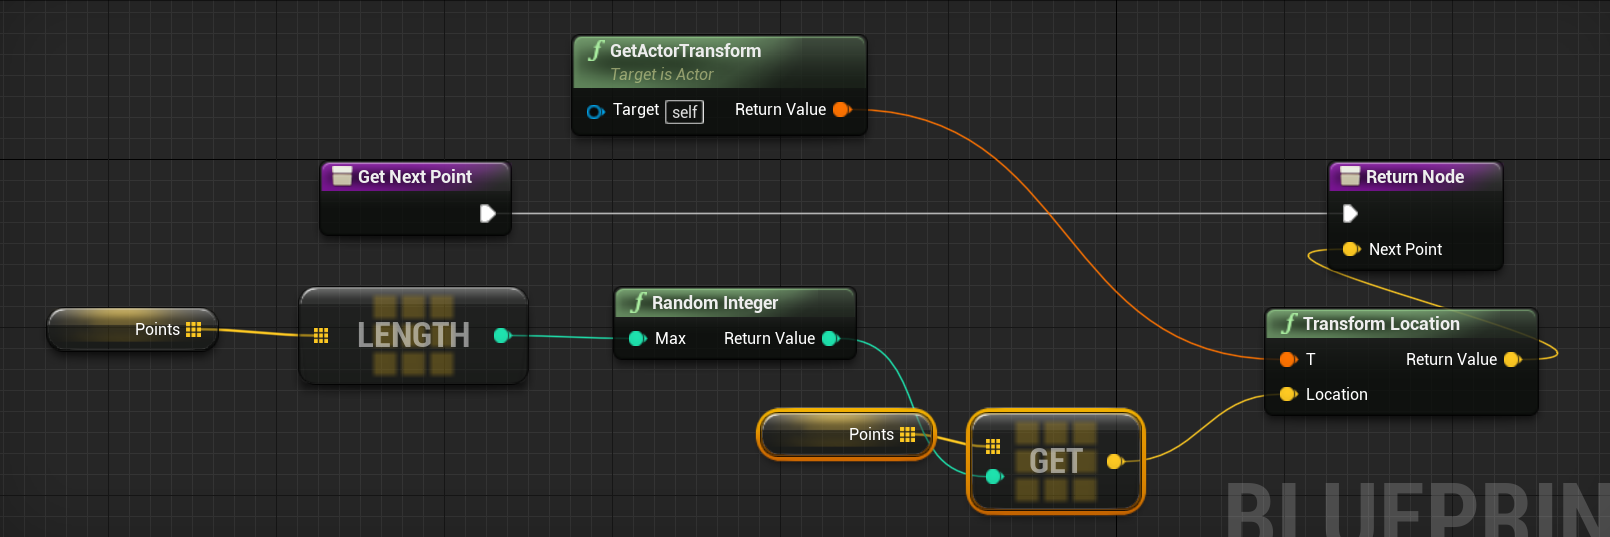 GetActorTransform
Target is Actor
Target self Return Value
Get Next Point
Return Node
Next Point
Points
LENGTH
Random Integer
Max Return Value
Transform Location
T Return Value
Location
Points
GET
BLUEPRIN